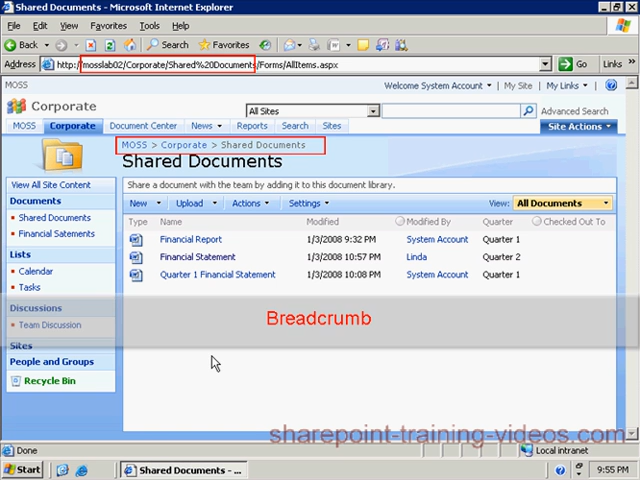 Shared Documents - Microsoft Internet Explorer
File Edit View Favorites Tools Help
Back Search Favorites
Address http://mosslab02/Corporate/Shared%20Documents/Forms/AllItems.aspx Go Links »
MOSS Welcome System Account | My Site | My Links
Corporate All Sites Advanced Search
MOSS Corporate Document Center News Reports Search Sites Site Actions
MOSS > Corporate > Shared Documents
Shared Documents
View All Site Content
Documents
Shared Documents
Financial Satements
Lists
Calendar
Tasks
Discussions
Team Discussion
Sites
People and Groups
Recycle Bin
Share a document with the team by adding it to this document library.
New Upload Actions Settings View: All Documents
Type Name Modified Modified By Quarter Checked Out To
Financial Report 1/3/2008 9:32 PM System Account Quarter 1
Financial Statement 1/3/2008 10:57 PM Linda Quarter 2
Quarter 1 Financial Statement 1/3/2008 10:08 PM System Account Quarter 1
Breadcrumb
sharepoint-training-videos.com
Done Local intranet
Start Shared Documents - ... 9:55 PM